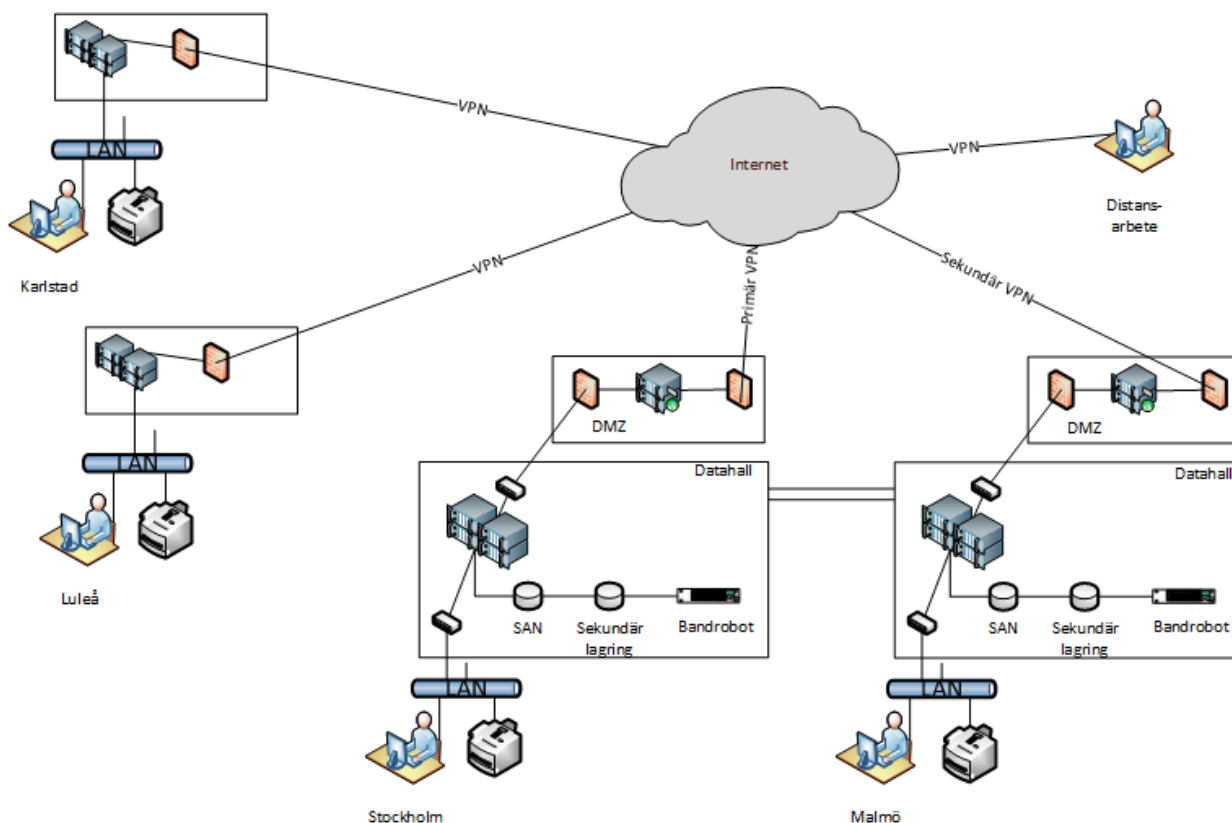 VPN
LAN
Internet
VPN
Distans-
arbete
Karlstad
VPN
Primär VPN
Sekundär VPN
LAN
Luleå
DMZ
DMZ
Datahall
Datahall
SAN
Sekundär
lagring
Bandrobot
SAN
Sekundär
lagring
Bandrobot
LAN
LAN
Stockholm
Malmö